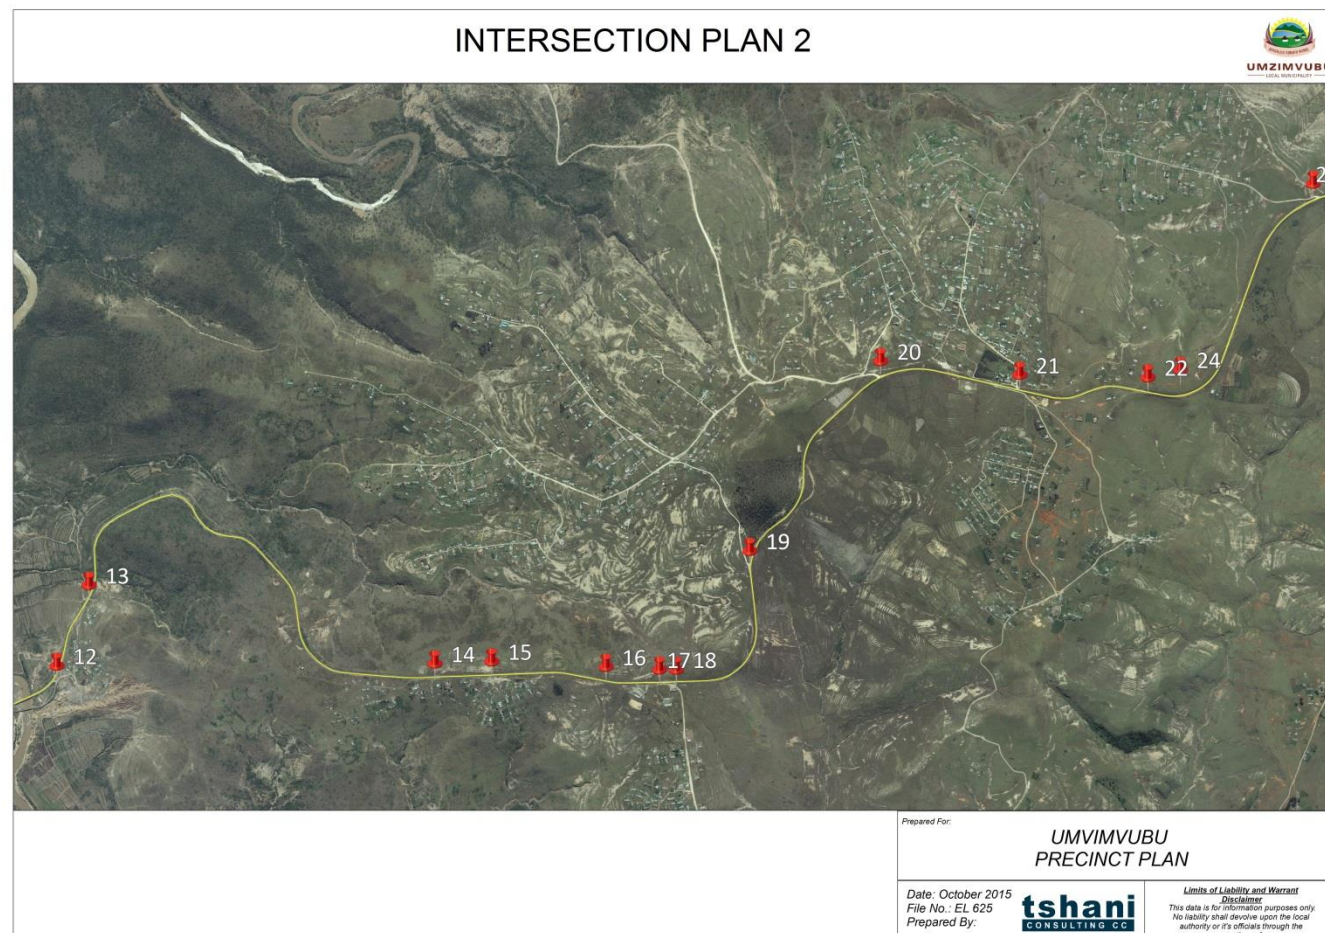 INTERSECTION PLAN 2
UMZIMVUBU
LOCAL MUNICIPALITY
2
20
21
22
24
19
13
12
14
15
16
17
18
Prepared For:
UMVIMVUBU
PRECINCT PLAN
Date: October 2015
File No.: EL 625
Prepared By:
tshani
CONSULTING CC
Limits of Liability and Warrant
Disclaimer
This data is for information purposes only.
No liability shall devolve upon the local
authority or it's officials through the